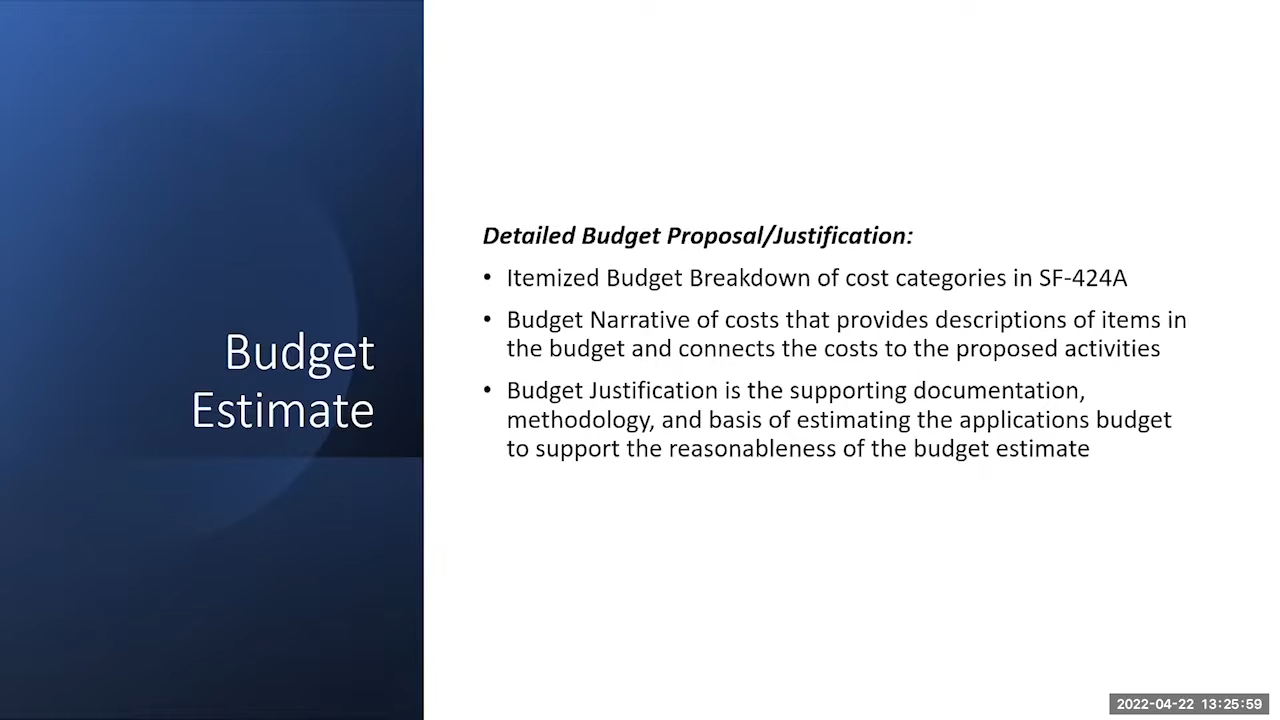 Budget
Estimate
Detailed Budget Proposal/Justification:
• Itemized Budget Breakdown of cost categories in SF-424A
• Budget Narrative of costs that provides descriptions of items in
the budget and connects the costs to the proposed activities
• Budget Justification is the supporting documentation,
methodology, and basis of estimating the applications budget
to support the reasonableness of the budget estimate
2022-04-22 13:25:59